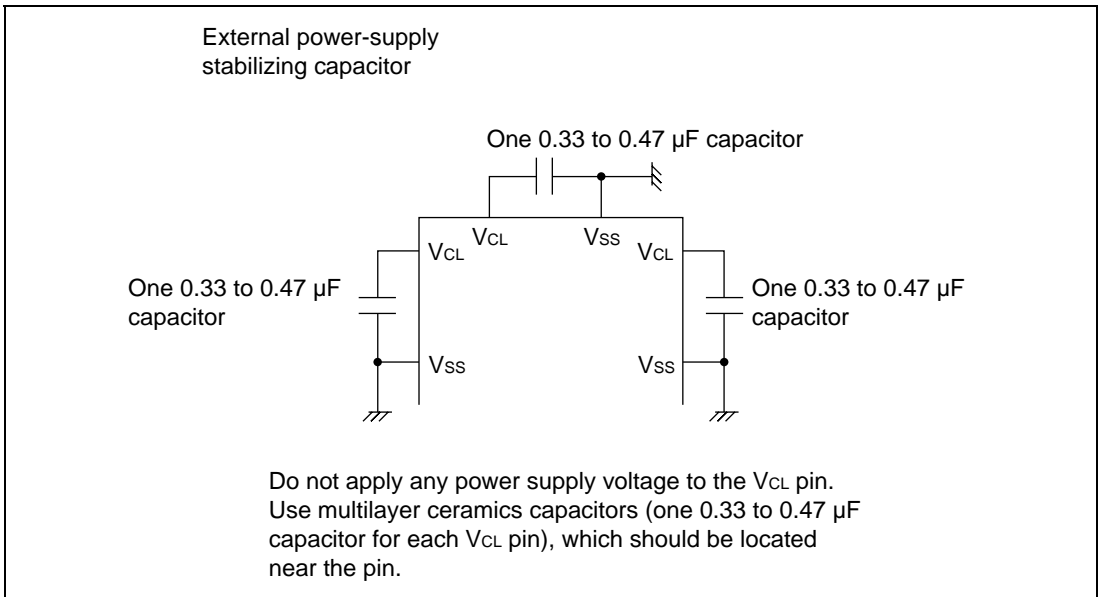 External power-supply
stabilizing capacitor
One 0.33 to 0.47 µF capacitor
VCL
VCL
VSS
VCL
One 0.33 to 0.47 µF
capacitor
One 0.33 to 0.47 µF
capacitor
VSS
VSS
Do not apply any power supply voltage to the VCL pin.
Use multilayer ceramics capacitors (one 0.33 to 0.47 µF
capacitor for each VCL pin), which should be located
near the pin.